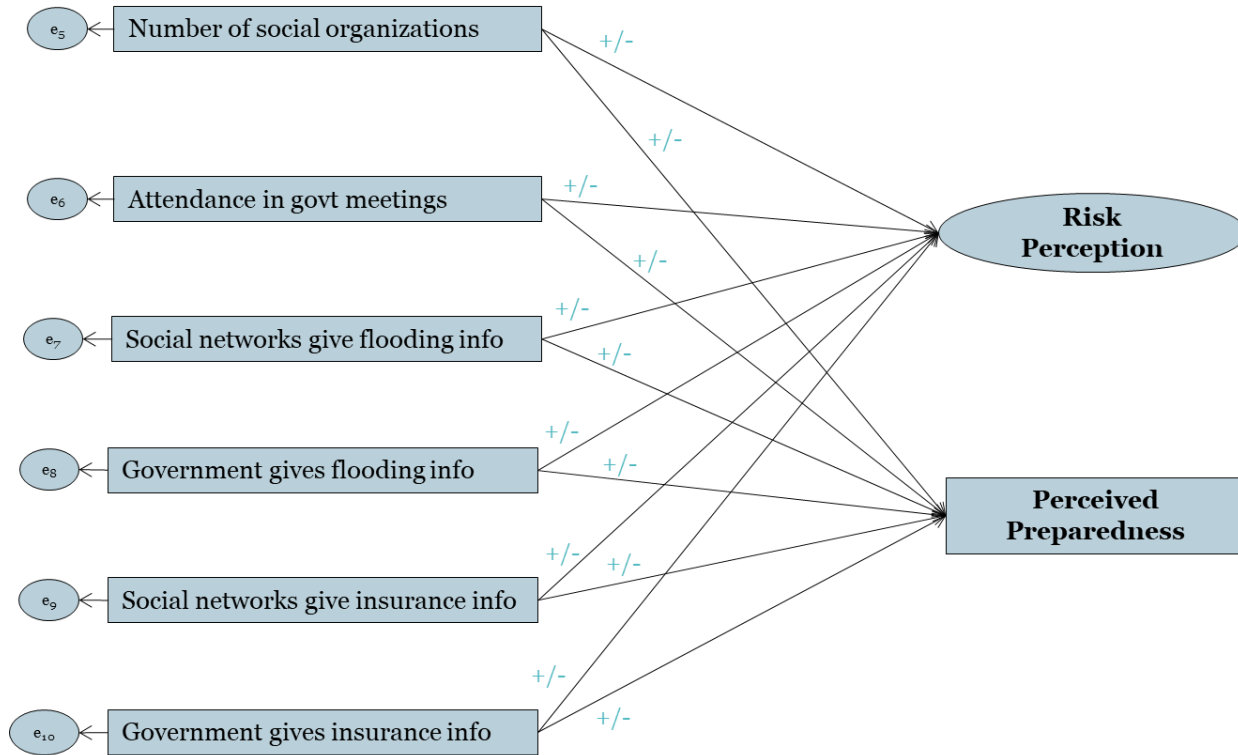 e₅
Number of social organizations
+/-
+/-
e₆
Attendance in govt meetings
+/-
Risk
Perception
+/-
e₇
Social networks give flooding info
+/-
+/-
e₈
Government gives flooding info
+/-
+/-
Perceived
Preparedness
e₉
Social networks give insurance info
+/-
+/-
e₁₀
Government gives insurance info
+/-
+/-